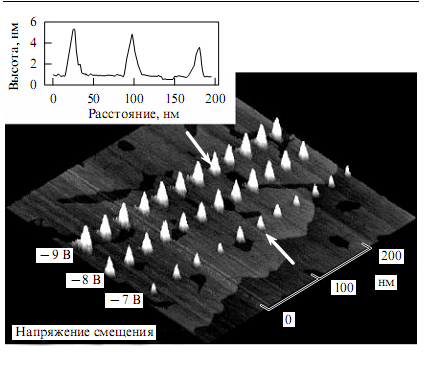 Высота, нм
6
4
2
0
0 50 100 150 200
Расстояние, нм
−9 В
−8 В
−7 В
200
нм
100
0
Напряжение смещения